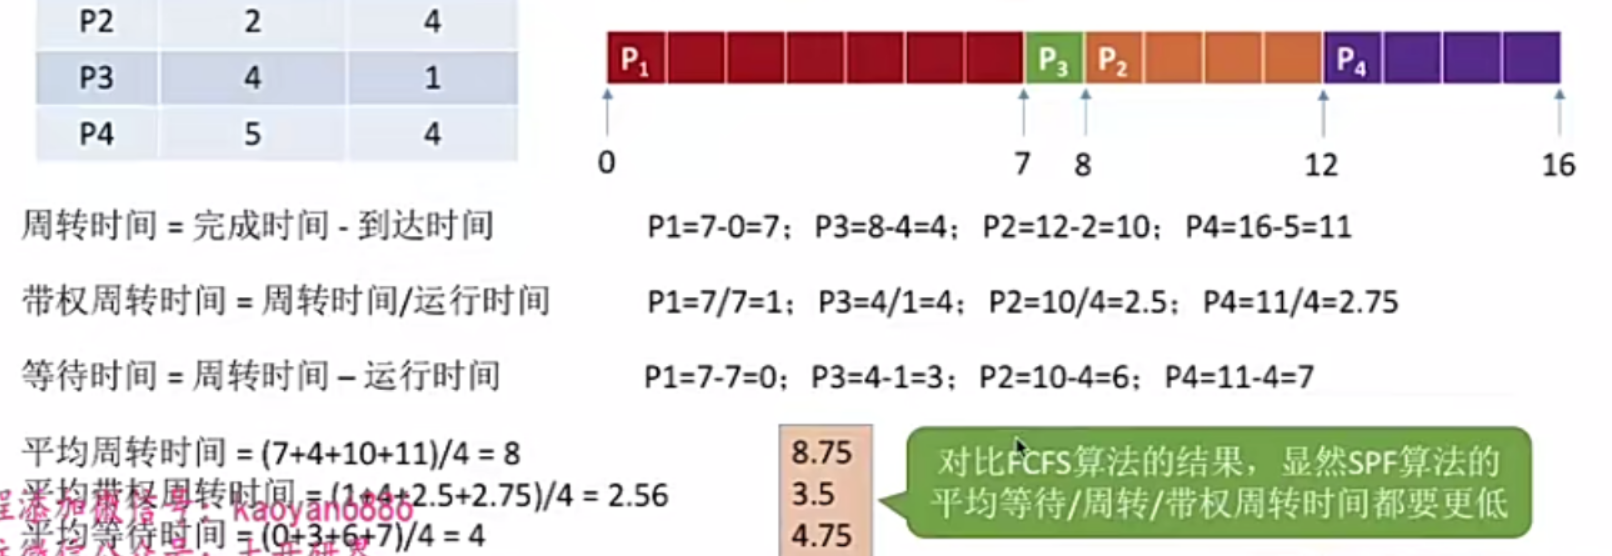 P2 2 4
P3 4 1
P4 5 4
P1 P3 P2 P4
0 7 8 12 16
周转时间 = 完成时间 - 到达时间 P1=7-0=7；P3=8-4=4；P2=12-2=10；P4=16-5=11
带权周转时间 = 周转时间/运行时间 P1=7/7=1；P3=4/1=4；P2=10/4=2.5；P4=11/4=2.75
等待时间 = 周转时间 – 运行时间 P1=7-7=0；P3=4-1=3；P2=10-4=6；P4=11-4=7
平均周转时间 = (7+4+10+11)/4 = 8 8.75
平均带权周转时间 = (1+4+2.5+2.75)/4 = 2.56 3.5
平均等待时间 = (0+3+6+7)/4 = 4 4.75
对比FCFS算法的结果，显然SPF算法的
平均等待/周转/带权周转时间都要更低
程添加微信号：kaoyan6886